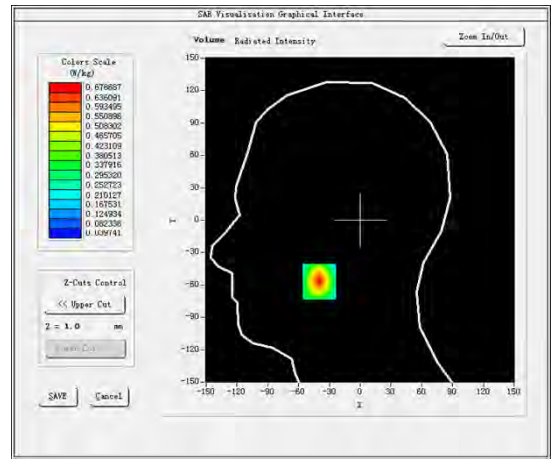 SAR Visualisation Graphical Interface
Volume Radiated Intensity
Zoom In/Out
Colors Scale
(W/kg)
0.678687
0.636091
0.593495
0.550898
0.508302
0.465705
0.423109
0.380513
0.337916
0.295320
0.252723
0.210127
0.167531
0.124934
0.082338
0.039741
Z-Cuts Control
<< Upper Cut
Z = 1.0 mm
SAVE
Cancel
150
120
90
60
30
0
-30
-60
-90
-120
-150
Y
-150 -120 -90 -60 -30 0 30 60 90 120 150
X